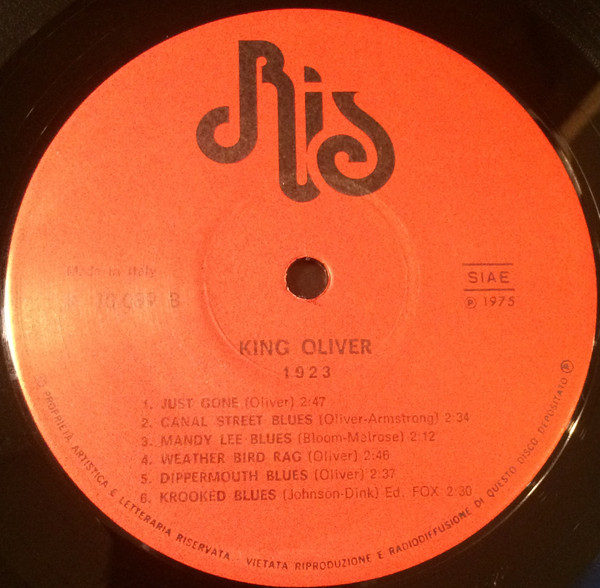 Ris
Made in Italy
SIAE
B
Ⓟ 1975
KING OLIVER
1923
1. JUST GONE (Oliver) 2:47
2. CANAL STREET BLUES (Oliver-Armstrong) 2:34
3. MANDY LEE BLUES (Bloom-Melrose) 2:12
4. WEATHER BIRD RAG (Oliver) 2:46
5. DIPPERMOUTH BLUES (Oliver) 2:37
6. KROOKED BLUES (Johnson-Dink) Ed. FOX 2:30
Ⓟ PROPRIETÀ ARTISTICA E LETTERARIA RISERVATA - VIETATA RIPRODUZIONE E RADIODIFFUSIONE DI QUESTO DISCO DEPOSITATO Ⓟ